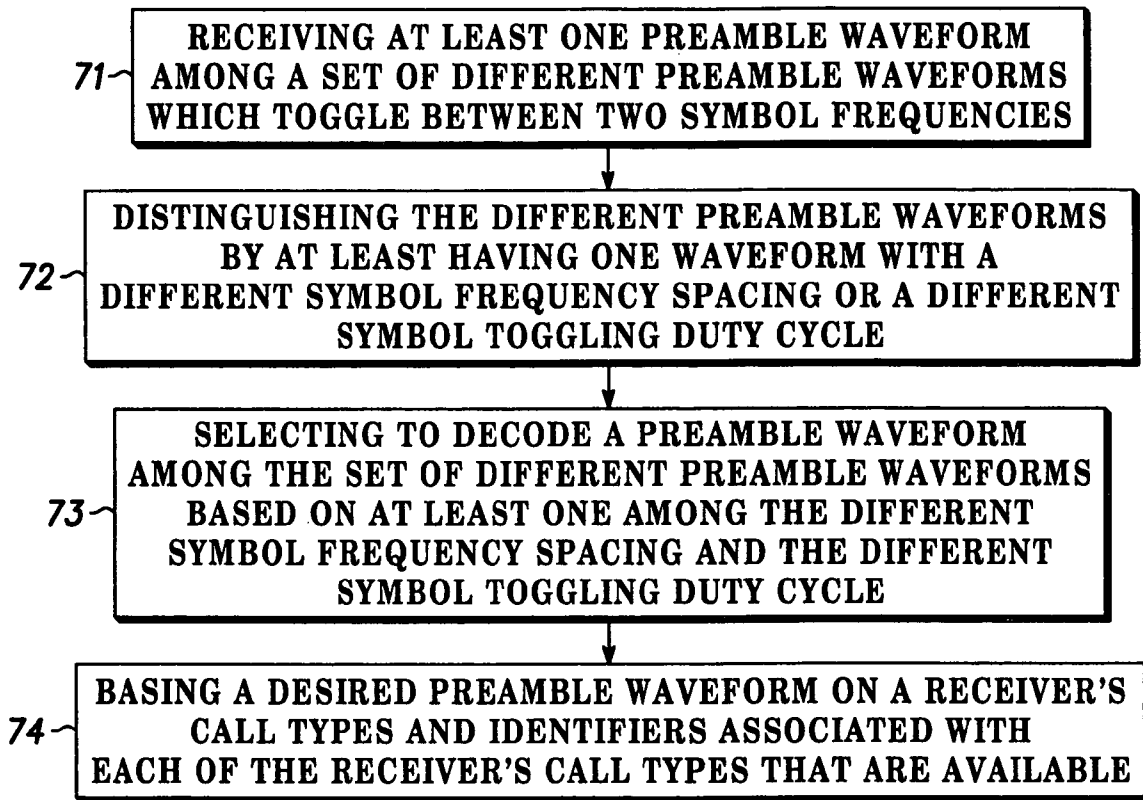 RECEIVING AT LEAST ONE PREAMBLE WAVEFORM
71 AMONG A SET OF DIFFERENT PREAMBLE WAVEFORMS
WHICH TOGGLE BETWEEN TWO SYMBOL FREQUENCIES
DISTINGUISHING THE DIFFERENT PREAMBLE WAVEFORMS
72 BY AT LEAST HAVING ONE WAVEFORM WITH A
DIFFERENT SYMBOL FREQUENCY SPACING OR A DIFFERENT
SYMBOL TOGGLING DUTY CYCLE
SELECTING TO DECODE A PREAMBLE WAVEFORM
AMONG THE SET OF DIFFERENT PREAMBLE WAVEFORMS
73 BASED ON AT LEAST ONE AMONG THE DIFFERENT
SYMBOL FREQUENCY SPACING AND THE DIFFERENT
SYMBOL TOGGLING DUTY CYCLE
BASING A DESIRED PREAMBLE WAVEFORM ON A RECEIVER'S
74 CALL TYPES AND IDENTIFIERS ASSOCIATED WITH
EACH OF THE RECEIVER'S CALL TYPES THAT ARE AVAILABLE